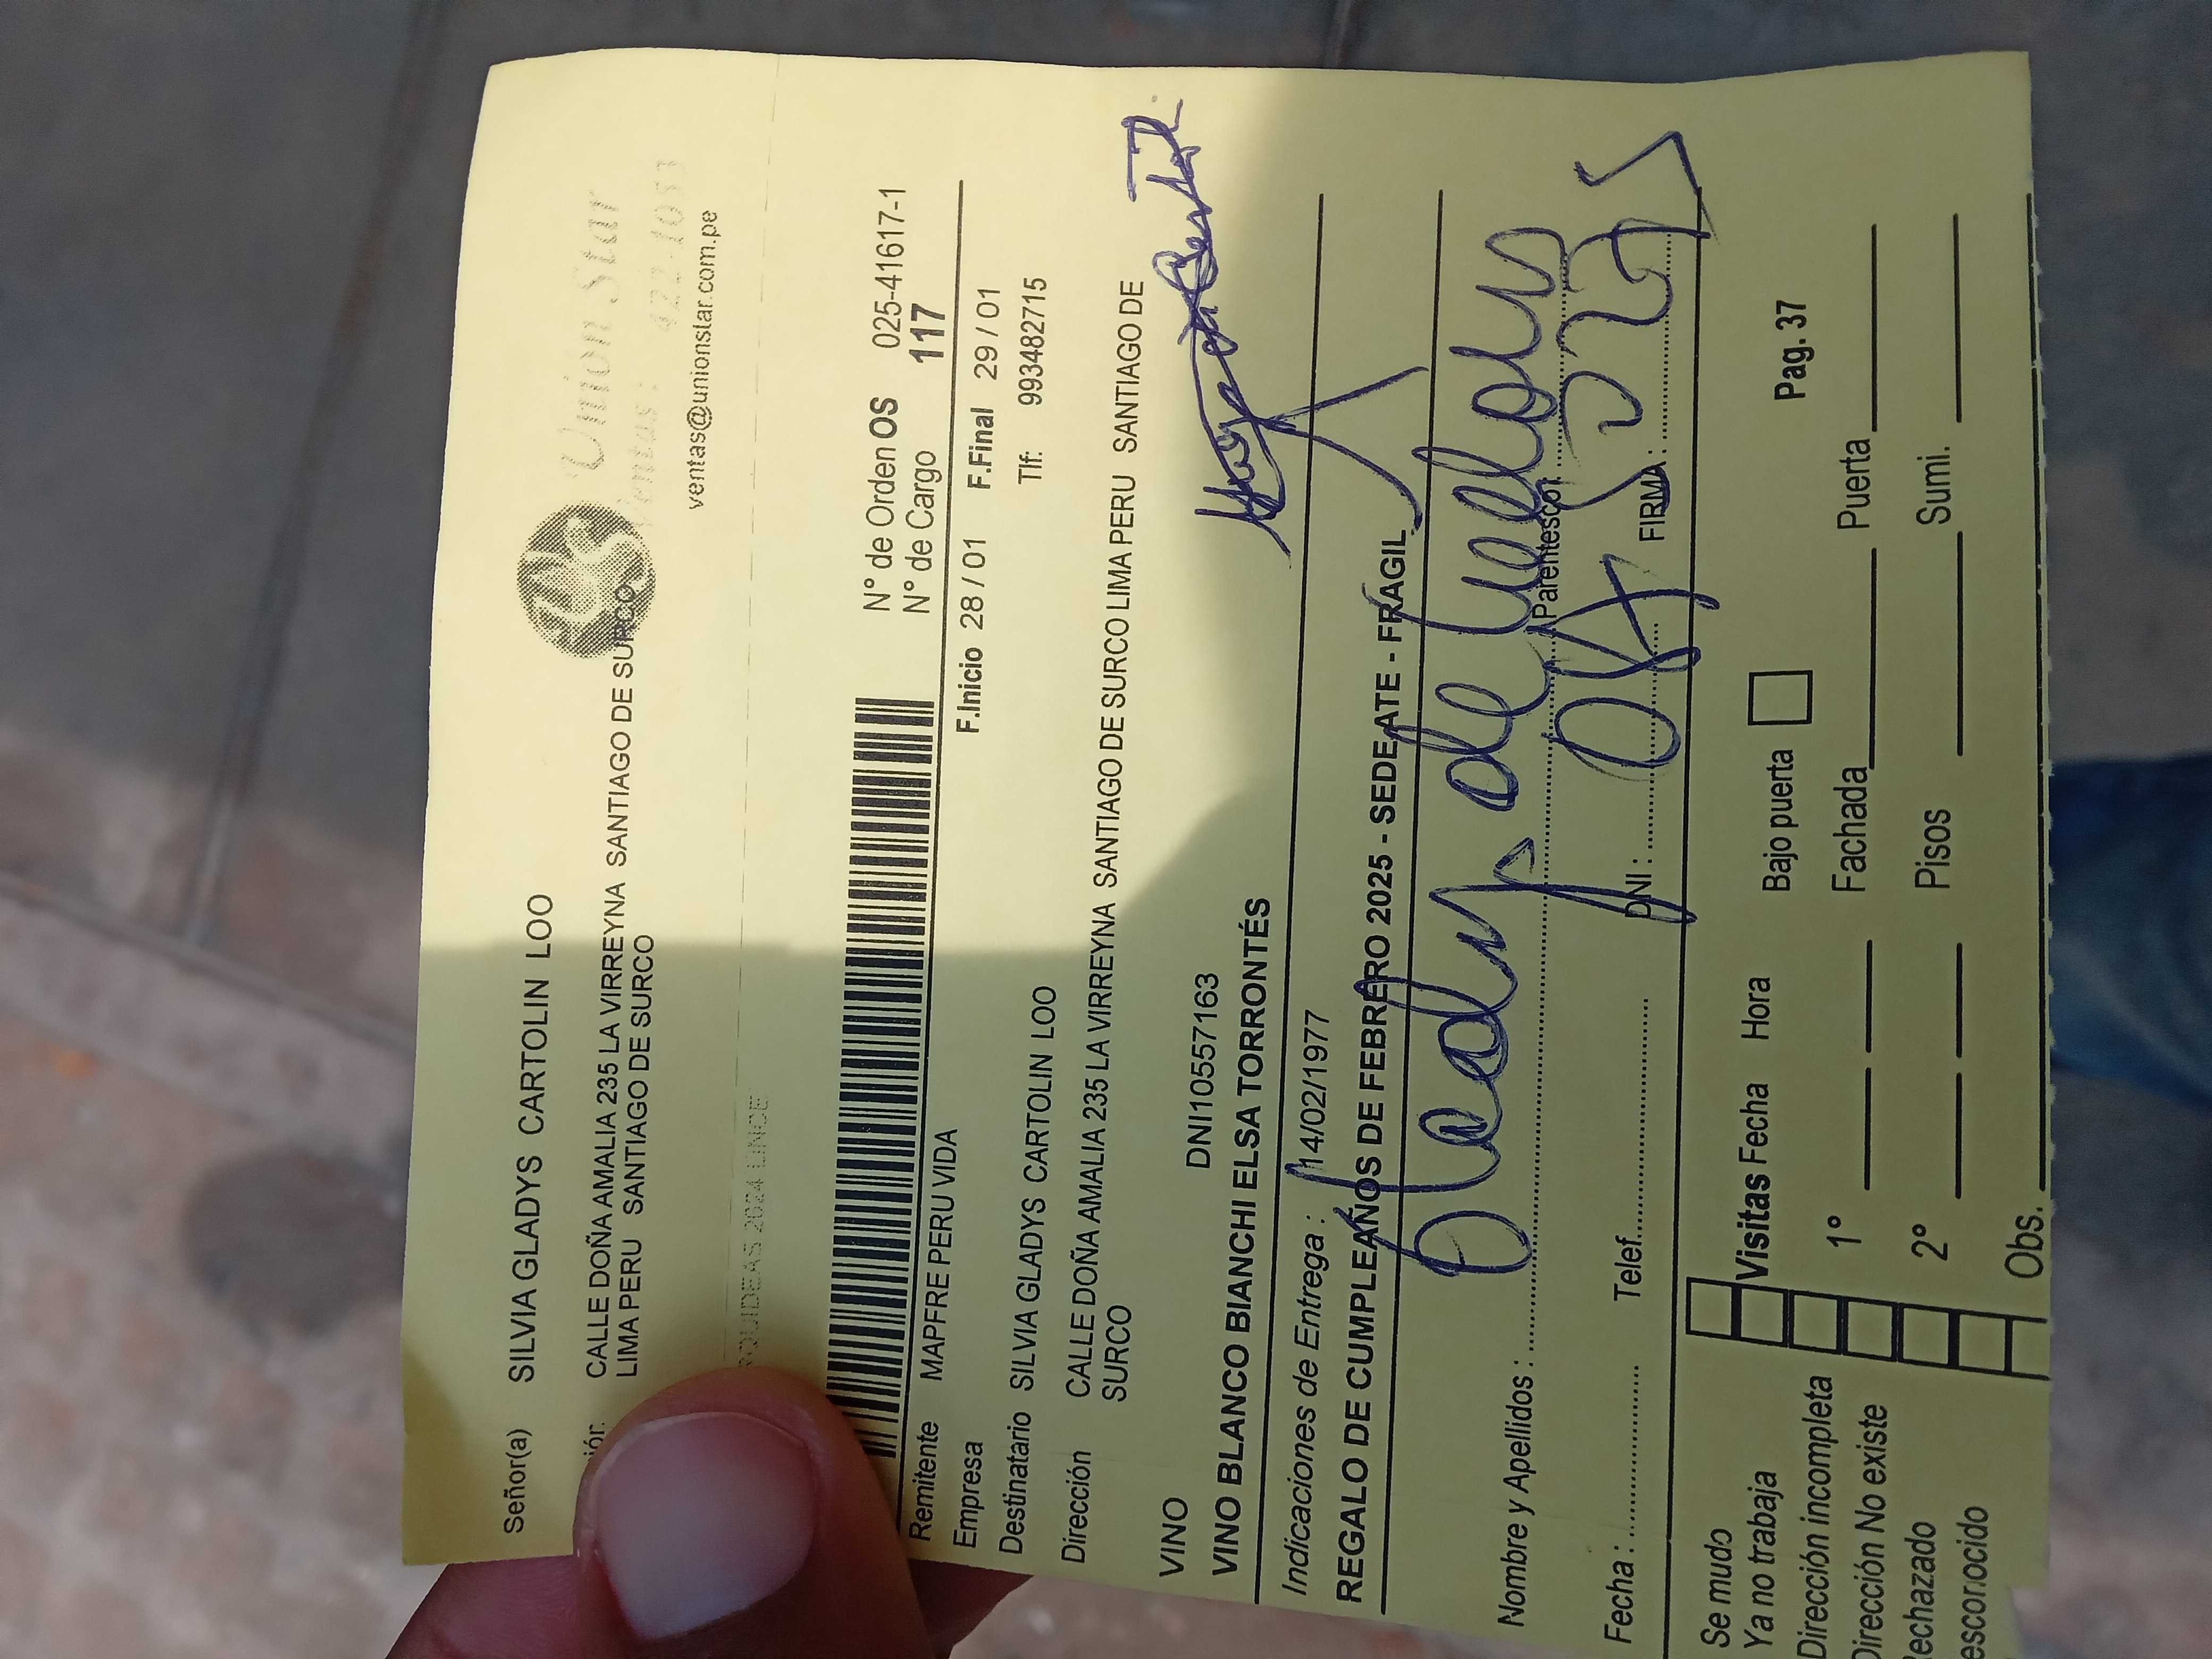 Señor(a) SILVIA GLADYS CARTOLIN LOO
CALLE DOÑA AMALIA 235 LA VIRREYNA SANTIAGO DE SURCO
LIMA PERU SANTIAGO DE SURCO
Union Star
Ventas: 422-1053
ventas@unionstar.com.pe
N° de Orden OS 025-41617-1
N° de Cargo 117
Remitente MAPFRE PERU VIDA
F.Inicio 28 / 01 F.Final 29 / 01
Empresa
Destinatario SILVIA GLADYS CARTOLIN LOO Tlf: 993482715
Dirección CALLE DOÑA AMALIA 235 LA VIRREYNA SANTIAGO DE SURCO LIMA PERU SANTIAGO DE
SURCO
VINO DNI10557163
VINO BLANCO BIANCHI ELSA TORRONTÉS
Indicaciones de Entrega : 14/02/1977
REGALO DE CUMPLEAÑOS DE FEBRERO 2025 - SEDE ATE - FRAGIL
Nombre y Apellidos : Parentesco :
Fecha : Telef. DNI : FIRMA :
Se mudo
Ya no trabaja
Dirección incompleta
Dirección No existe
Visitas Fecha Hora Bajo puerta Pag. 37
1° Fachada Puerta
2° Pisos Sumi.
Obs.